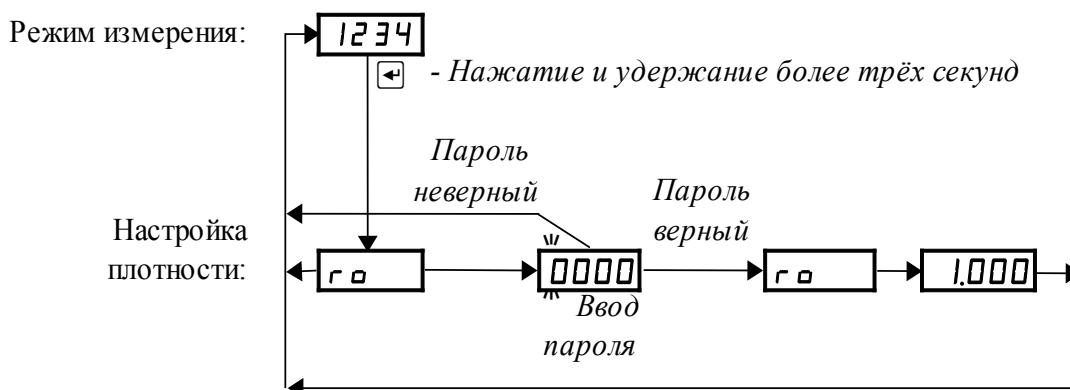 Режим измерения:
1234
- Нажатие и удержание более трёх секунд
Пароль
неверный
Пароль
верный
Настройка
плотности:
ro
0000
ro
1.000
Ввод
пароля